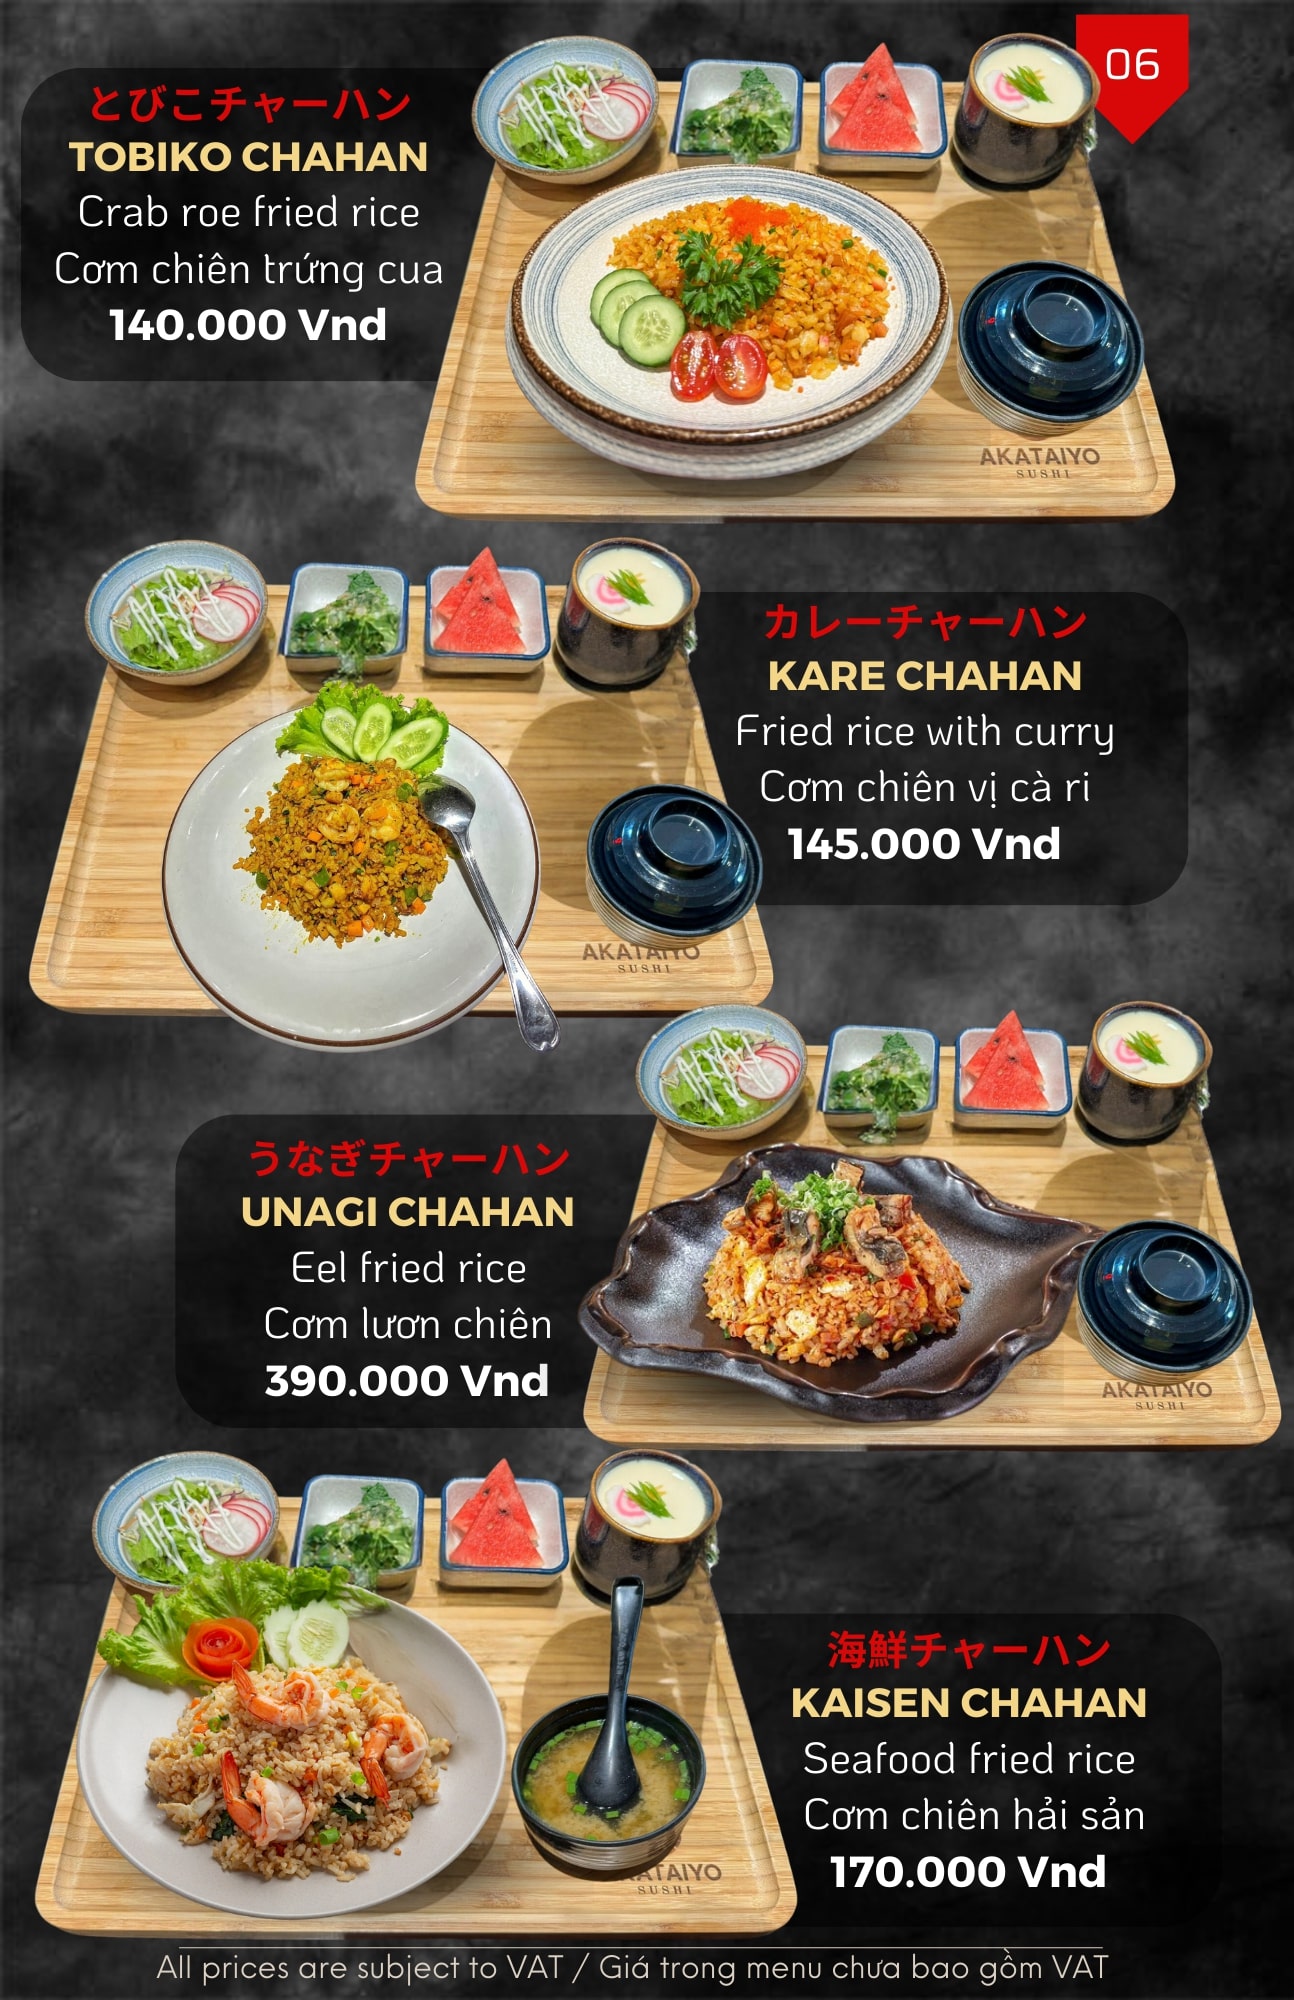 06
とびこチャーハン
TOBIKO CHAHAN
Crab roe fried rice
Cơm chiên trứng cua
140.000 Vnd
AKATAIYO
SUSHI
カレーチャーハン
KARE CHAHAN
Fried rice with curry
Cơm chiên vị cà ri
145.000 Vnd
AKATAIYO
SUSHI
うなぎチャーハン
UNAGI CHAHAN
Eel fried rice
Cơm lươn chiên
390.000 Vnd
AKATAIYO
SUSHI
海鮮チャーハン
KAISEN CHAHAN
Seafood fried rice
Cơm chiên hải sản
170.000 Vnd
AKATAIYO
SUSHI
All prices are subject to VAT / Giá trong menu chưa bao gồm VAT